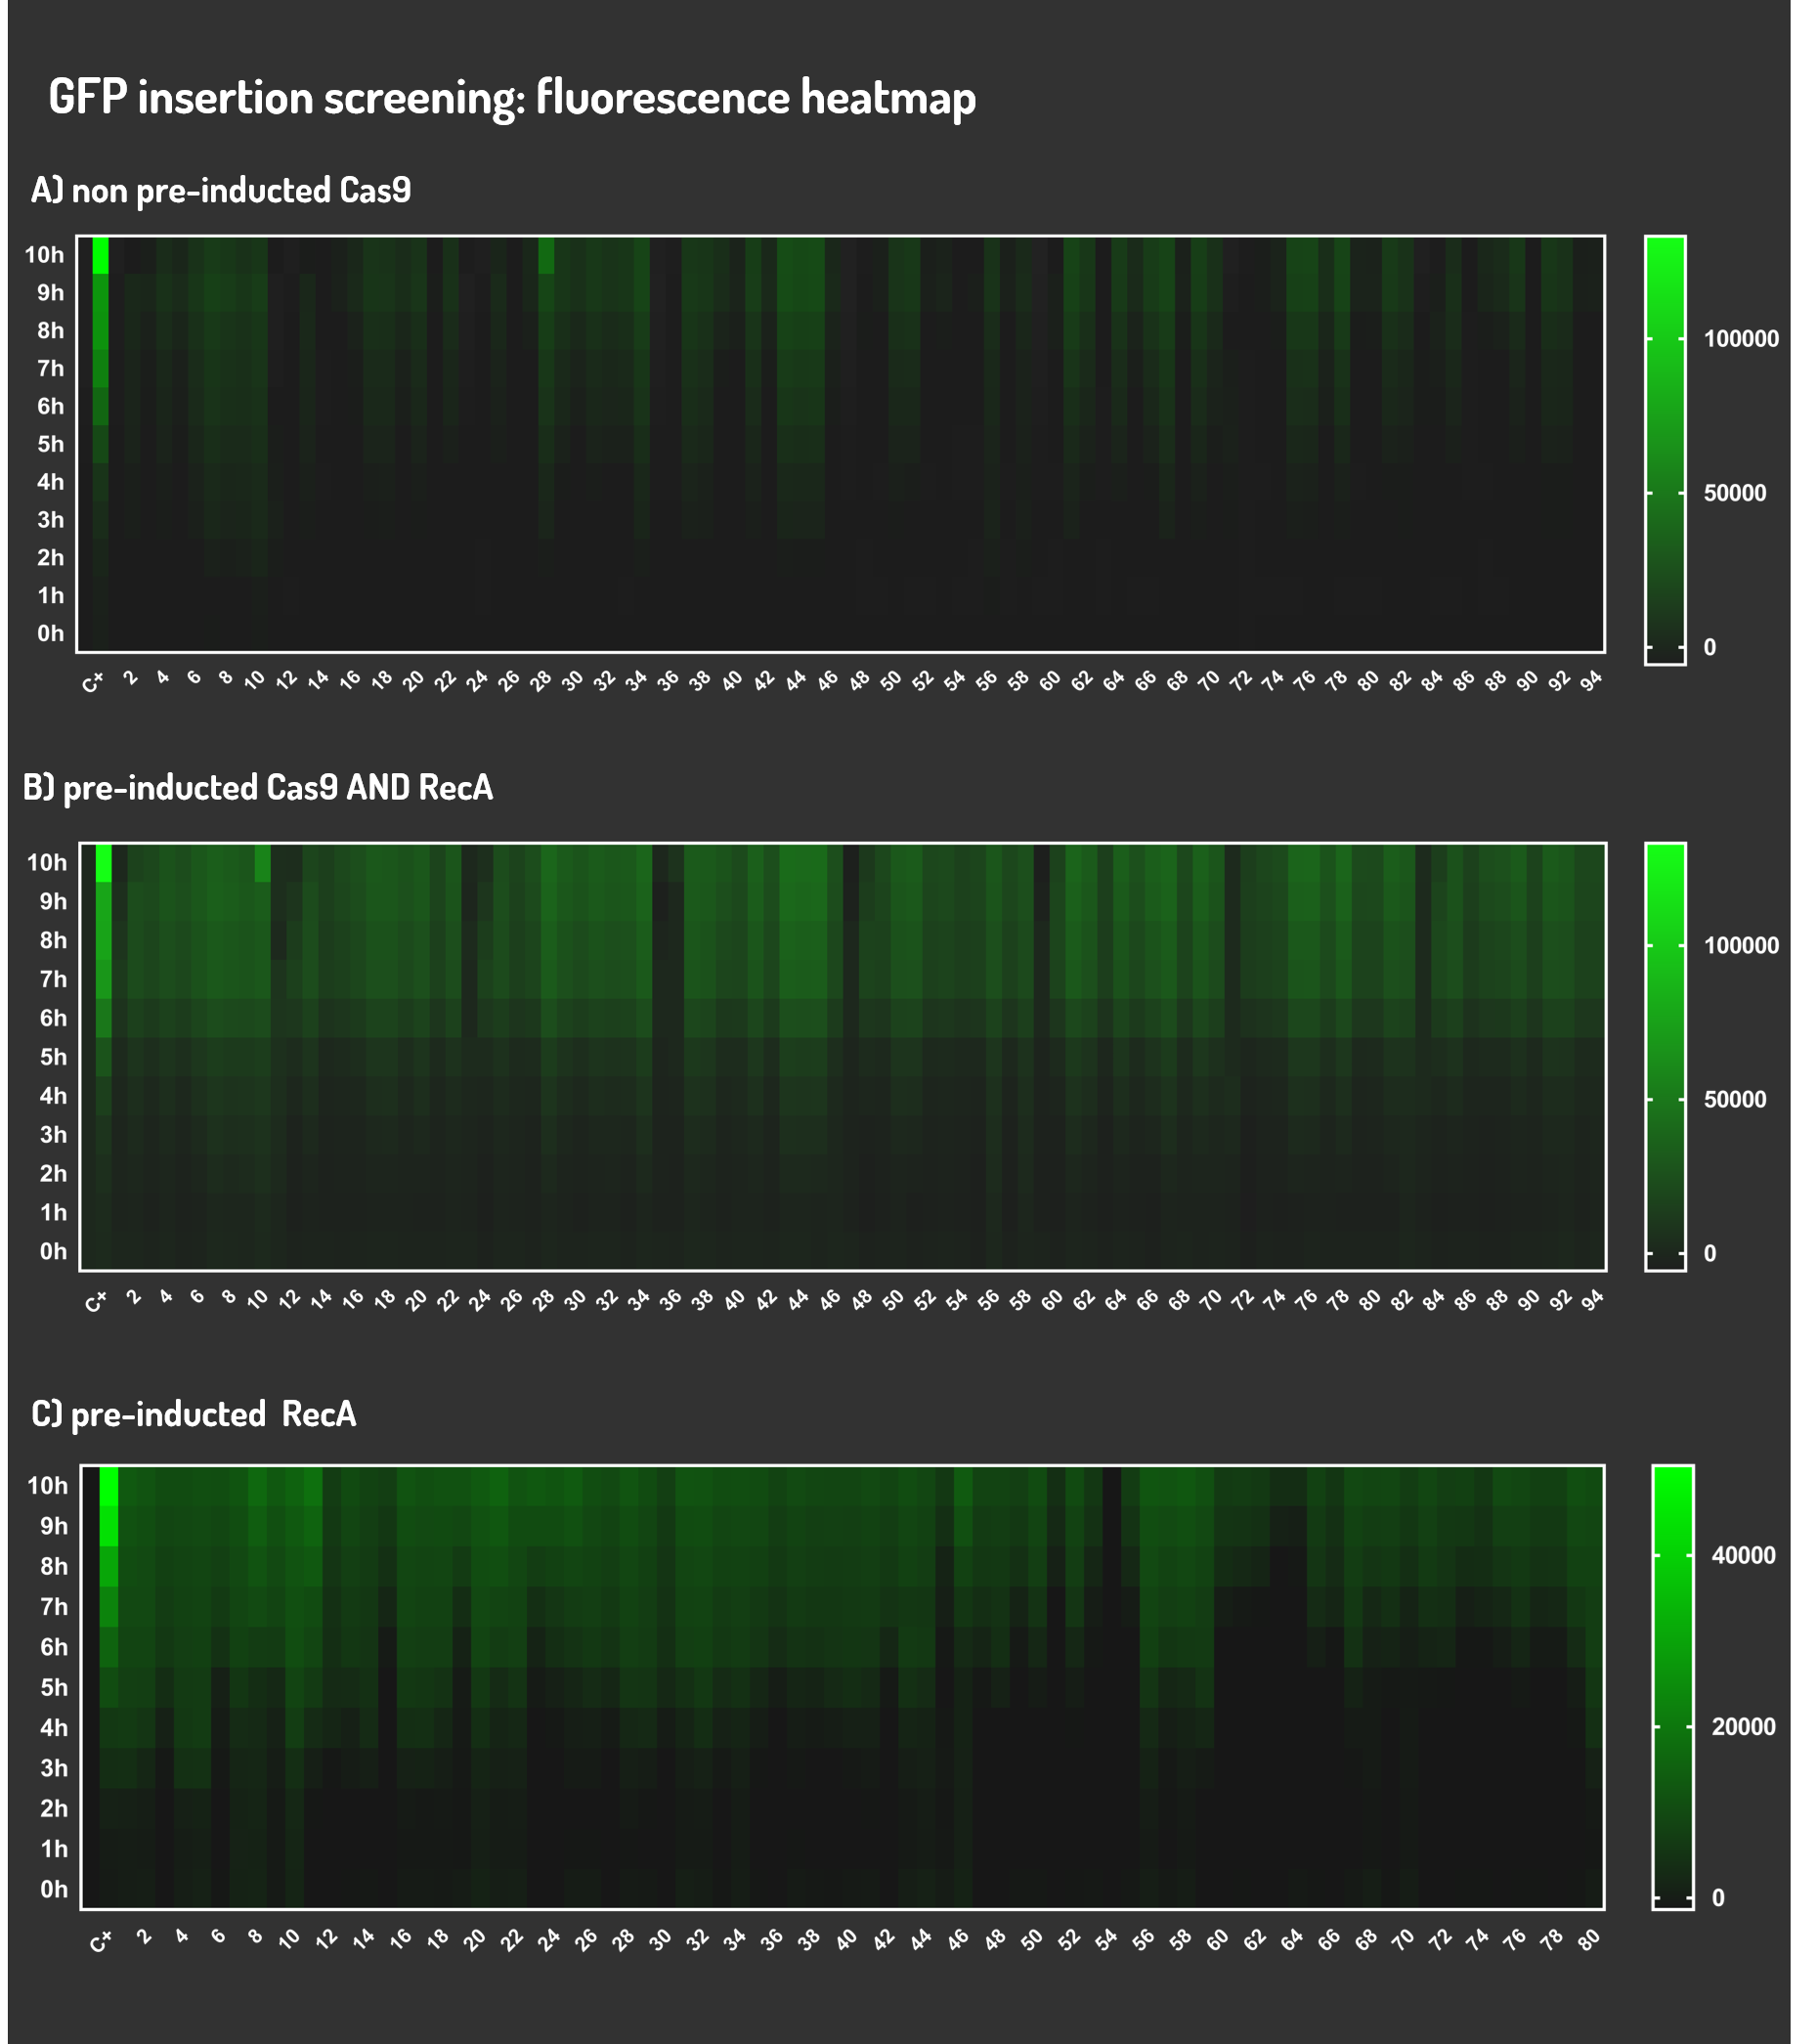 GFP insertion screening: fluorescence heatmap
A) non pre-inducted Cas9
10h
9h
8h
7h
6h
5h
4h
3h
2h
1h
0h
C+ 2 4 6 8 10 12 14 16 18 20 22 24 26 28 30 32 34 36 38 40 42 44 46 48 50 52 54 56 58 60 62 64 66 68 70 72 74 76 78 80 82 84 86 88 90 92 94
100000
50000
0
B) pre-inducted Cas9 AND RecA
10h
9h
8h
7h
6h
5h
4h
3h
2h
1h
0h
C+ 2 4 6 8 10 12 14 16 18 20 22 24 26 28 30 32 34 36 38 40 42 44 46 48 50 52 54 56 58 60 62 64 66 68 70 72 74 76 78 80 82 84 86 88 90 92 94
100000
50000
0
C) pre-inducted RecA
10h
9h
8h
7h
6h
5h
4h
3h
2h
1h
0h
C+ 2 4 6 8 10 12 14 16 18 20 22 24 26 28 30 32 34 36 38 40 42 44 46 48 50 52 54 56 58 60 62 64 66 68 70 72 74 76 78 80
40000
20000
0